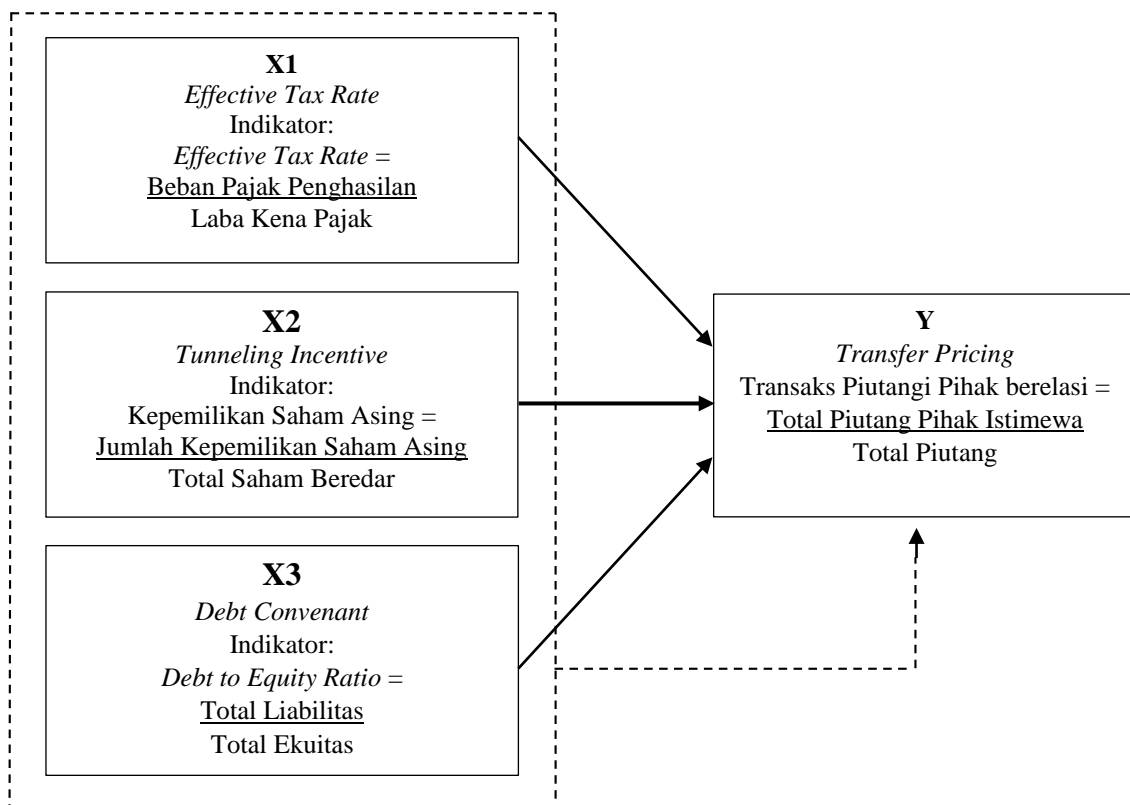 X1
Effective Tax Rate
Indikator:
Effective Tax Rate =
Beban Pajak Penghasilan
Laba Kena Pajak
X2
Tunneling Incentive
Indikator:
Kepemilikan Saham Asing =
Jumlah Kepemilikan Saham Asing
Total Saham Beredar
X3
Debt Convenant
Indikator:
Debt to Equity Ratio =
Total Liabilitas
Total Ekuitas
Y
Transfer Pricing
Transaks Piutangi Pihak berelasi =
Total Piutang Pihak Istimewa
Total Piutang